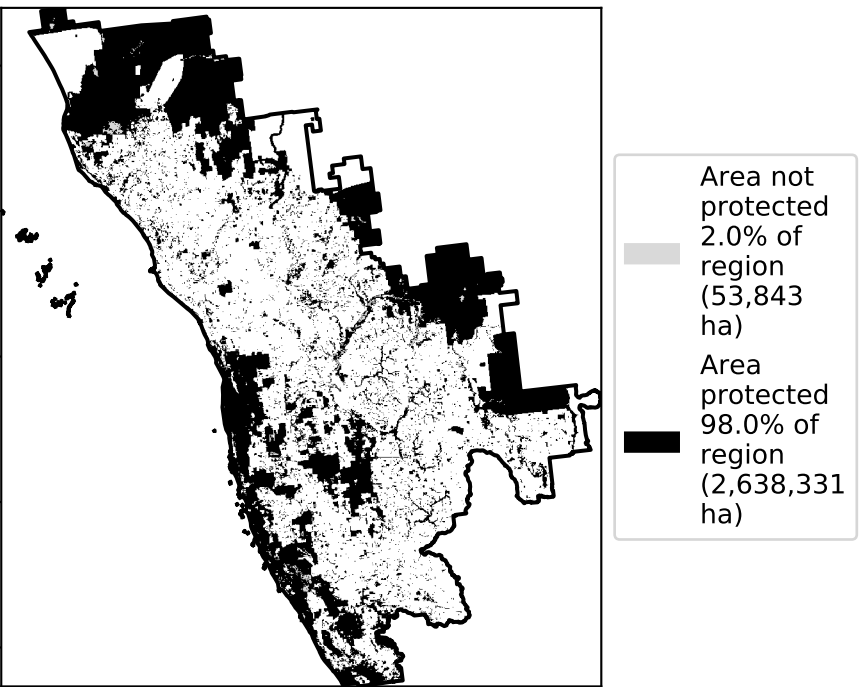 Area not
protected
2.0% of
region
(53,843
ha)
Area
protected
98.0% of
region
(2,638,331
ha)